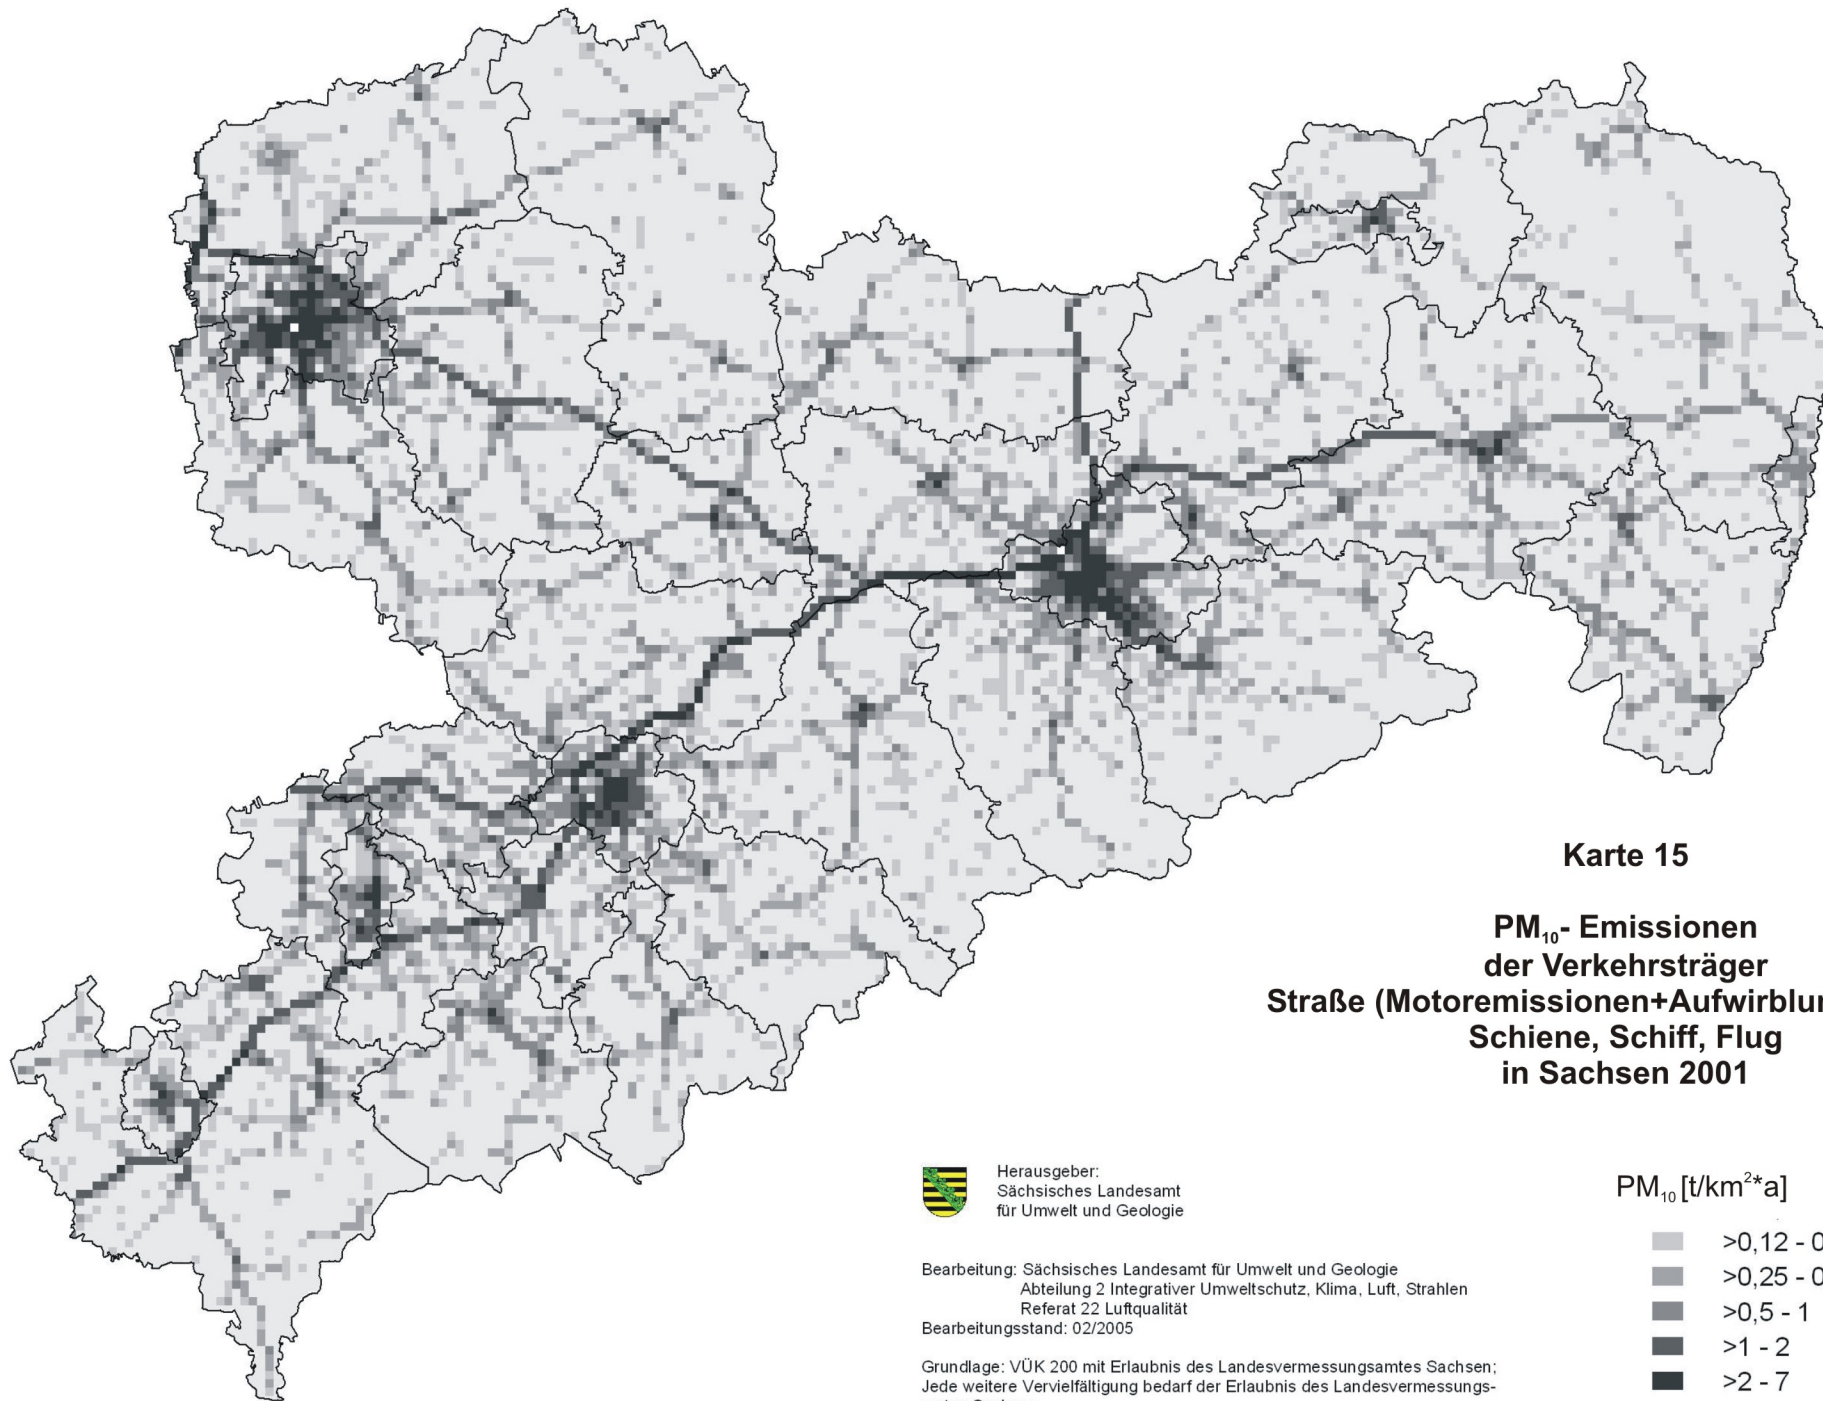 Karte 15
PM₁₀- Emissionen
der Verkehrsträger
Straße (Motoremissionen+Aufwirblun
Schiene, Schiff, Flug
in Sachsen 2001
Herausgeber:
Sächsisches Landesamt
für Umwelt und Geologie
PM₁₀ [t/km²*a]
>0,12 - 0
>0,25 - 0
>0,5 - 1
>1 - 2
>2 - 7
Bearbeitung: Sächsisches Landesamt für Umwelt und Geologie
Abteilung 2 Integrativer Umweltschutz, Klima, Luft, Strahlen
Referat 22 Luftqualität
Bearbeitungsstand: 02/2005
Grundlage: VÜK 200 mit Erlaubnis des Landesvermessungsamtes Sachsen;
Jede weitere Vervielfältigung bedarf der Erlaubnis des Landesvermessungs-